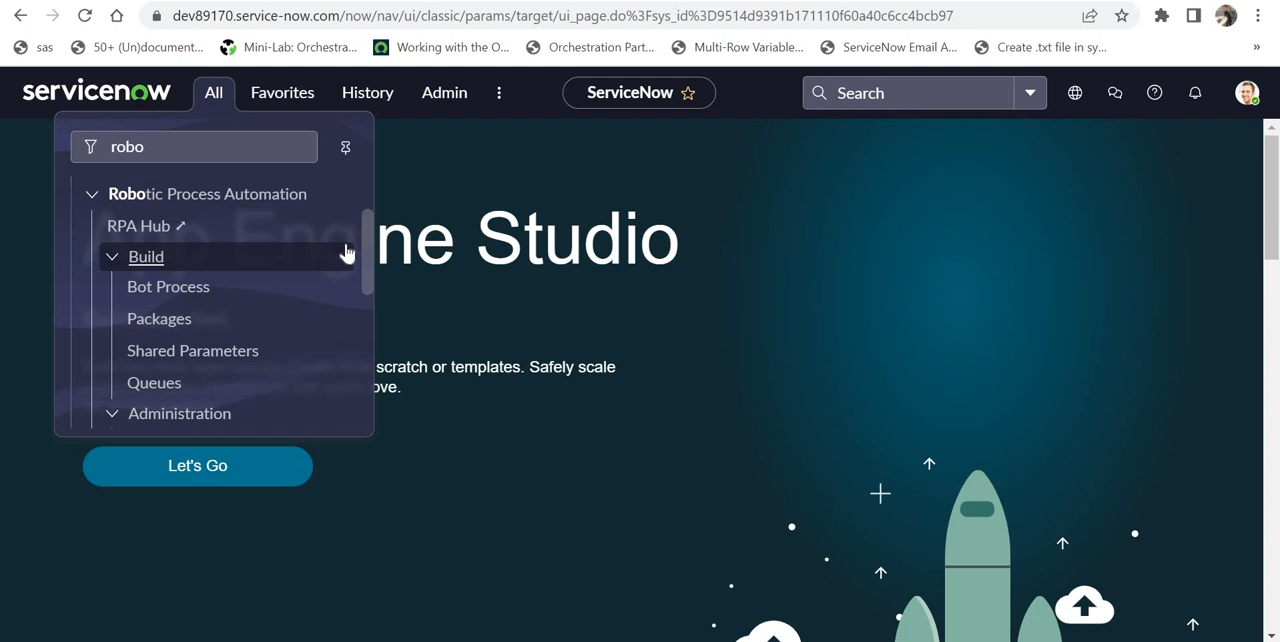 dev89170.service-now.com/now/nav/ui/classic/params/target/ui_page.do%3Fsys_id%3D9514d9391b171110f60a40c6cc4bcb97
sas 50+ (Un)document... Mini-Lab: Orchestra... Working with the O... Orchestration Part... Multi-Row Variable... ServiceNow Email A... Create .txt file in sy... »
servicenow All Favorites History Admin ServiceNow Search
robo
Robotic Process Automation
RPA Hub
Build
Bot Process
Packages
Shared Parameters
Queues
Administration
App Engine Studio
scratch or templates. Safely scale
ove.
Let's Go